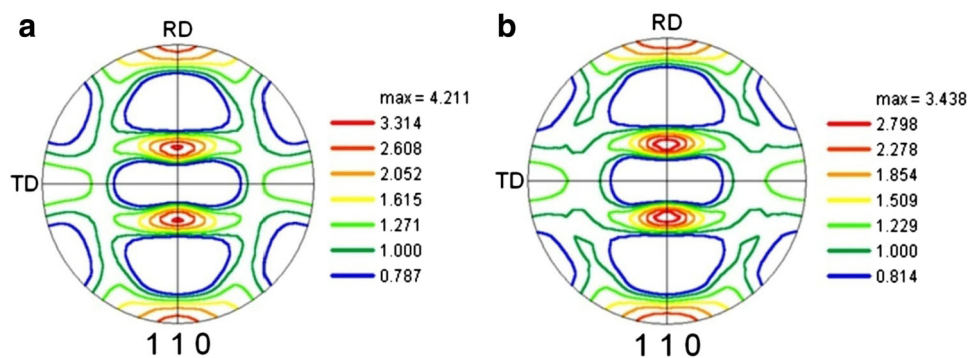 a
RD
TD
max = 4.211
3.314
2.608
2.052
1.615
1.271
1.000
0.787
1 1 0
b
RD
TD
max = 3.438
2.798
2.278
1.854
1.509
1.229
1.000
0.814
1 1 0